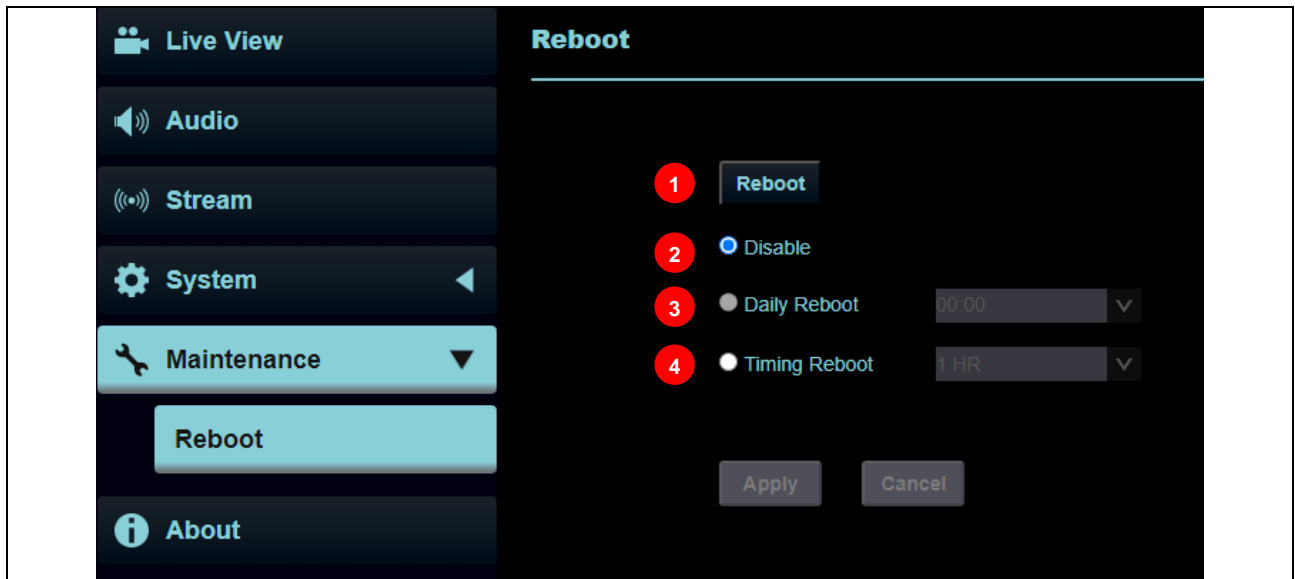 Live View
Audio
Stream
System
Maintenance
Reboot
About
Reboot
1 Reboot
2 Disable
3 Daily Reboot 00:00
4 Timing Reboot 1 HR
Apply Cancel